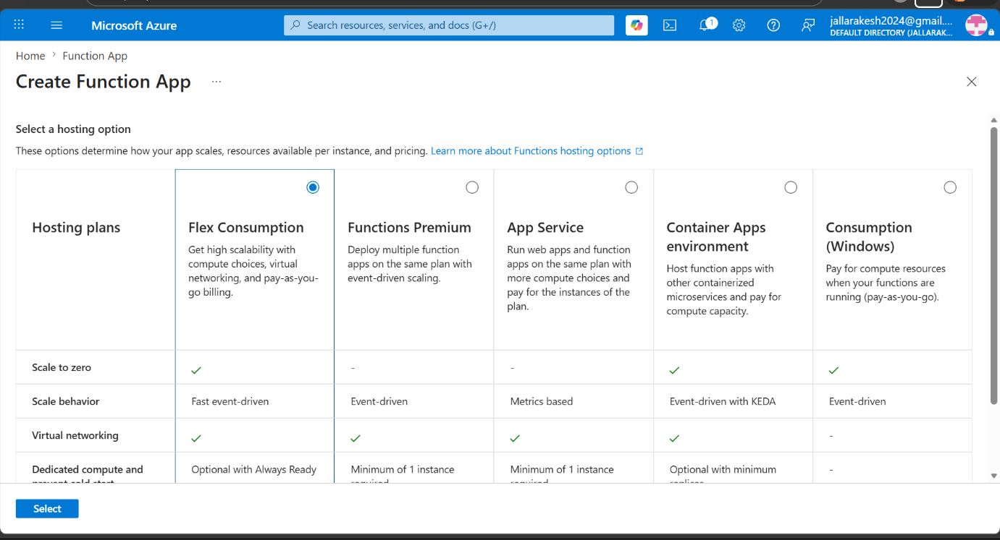 Microsoft Azure
Search resources, services, and docs (G+/)
1
jallarakesh2024@gmail....
DEFAULT DIRECTORY (JALLARAK...
Home > Function App
Create Function App ...
Select a hosting option
These options determine how your app scales, resources available per instance, and pricing. Learn more about Functions hosting options
Hosting plans
Flex Consumption
Get high scalability with
compute choices, virtual
networking, and pay-as-you-
go billing.
Functions Premium
Deploy multiple function
apps on the same plan with
event-driven scaling.
App Service
Run web apps and function
apps on the same plan with
more compute choices and
pay for the instances of the
plan.
Container Apps
environment
Host function apps with
other containerized
microservices and pay for
compute capacity.
Consumption
(Windows)
Pay for compute resources
when your functions are
running (pay-as-you-go).
Scale to zero - -
Scale behavior Fast event-driven Event-driven Metrics based Event-driven with KEDA Event-driven
Virtual networking -
Dedicated compute and Optional with Always Ready Minimum of 1 instance Minimum of 1 instance Optional with minimum -
prevent cold start required required replicas
Select